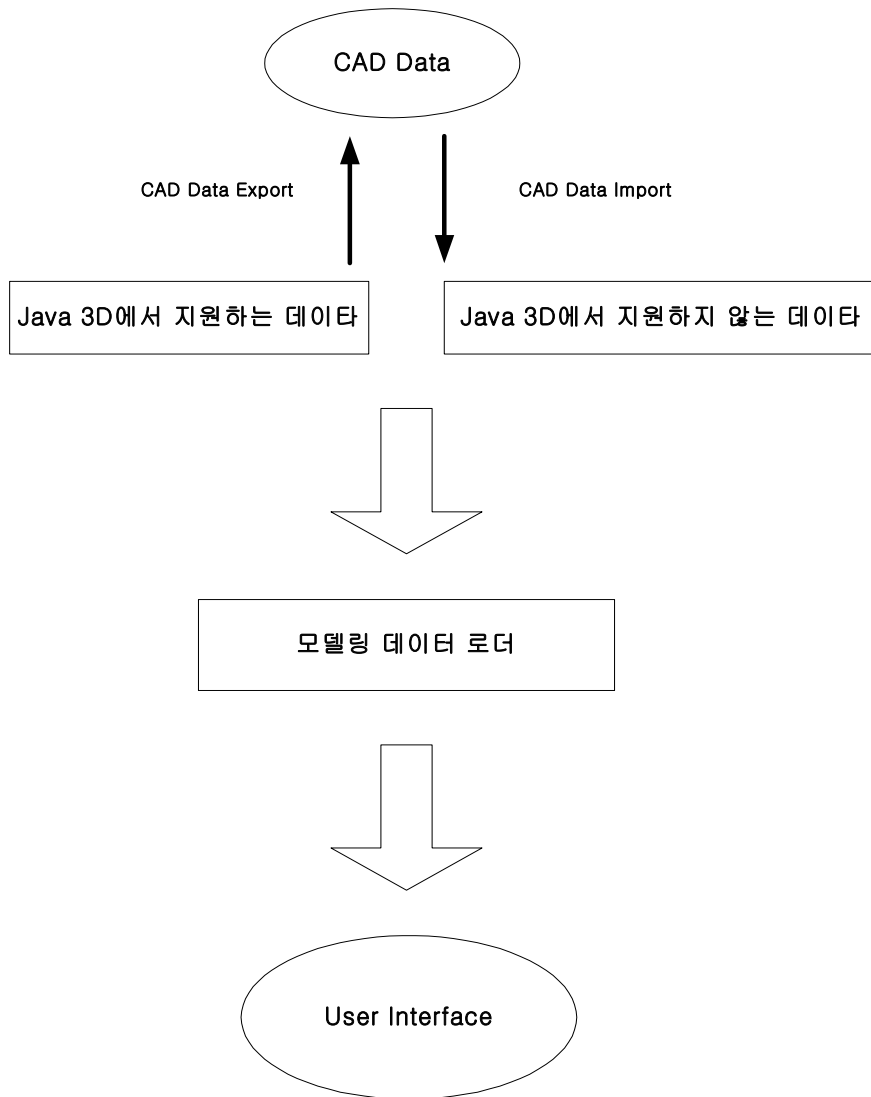 CAD Data
CAD Data Export
CAD Data Import
Java 3D에서 지원하는 데이타
Java 3D에서 지원하지 않는 데이타
모델링 데이터 로더
User Interface